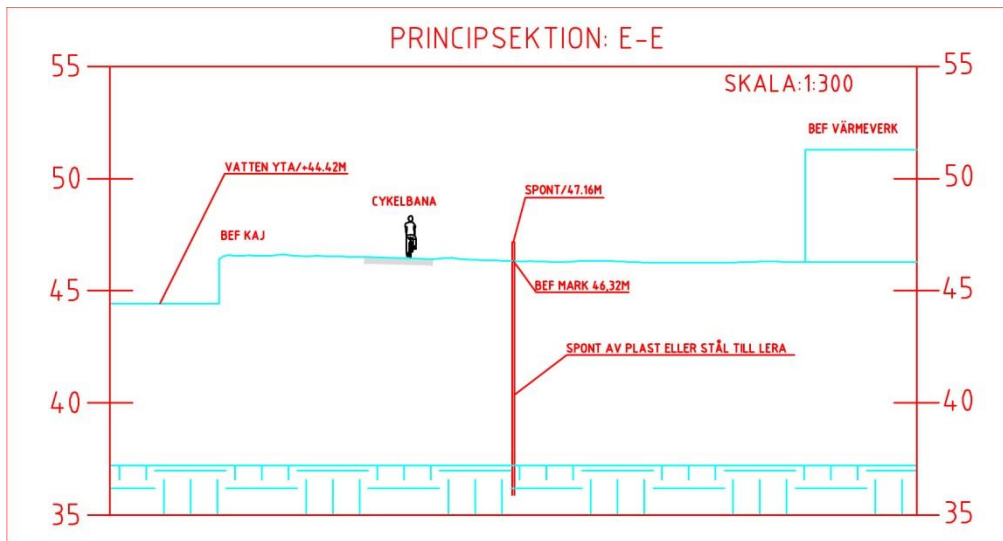 PRINCIPSEKTION: E-E
55
55
SKALA:1:300
BEF VÄRMEVERK
VATTEN YTA/+44.42M
50
SPONT/47.16M
50
CYKELBANA
BEF KAJ
45
BEF MARK 46,32M
45
SPONT AV PLAST ELLER STÅL TILL LERA
40
40
35
35